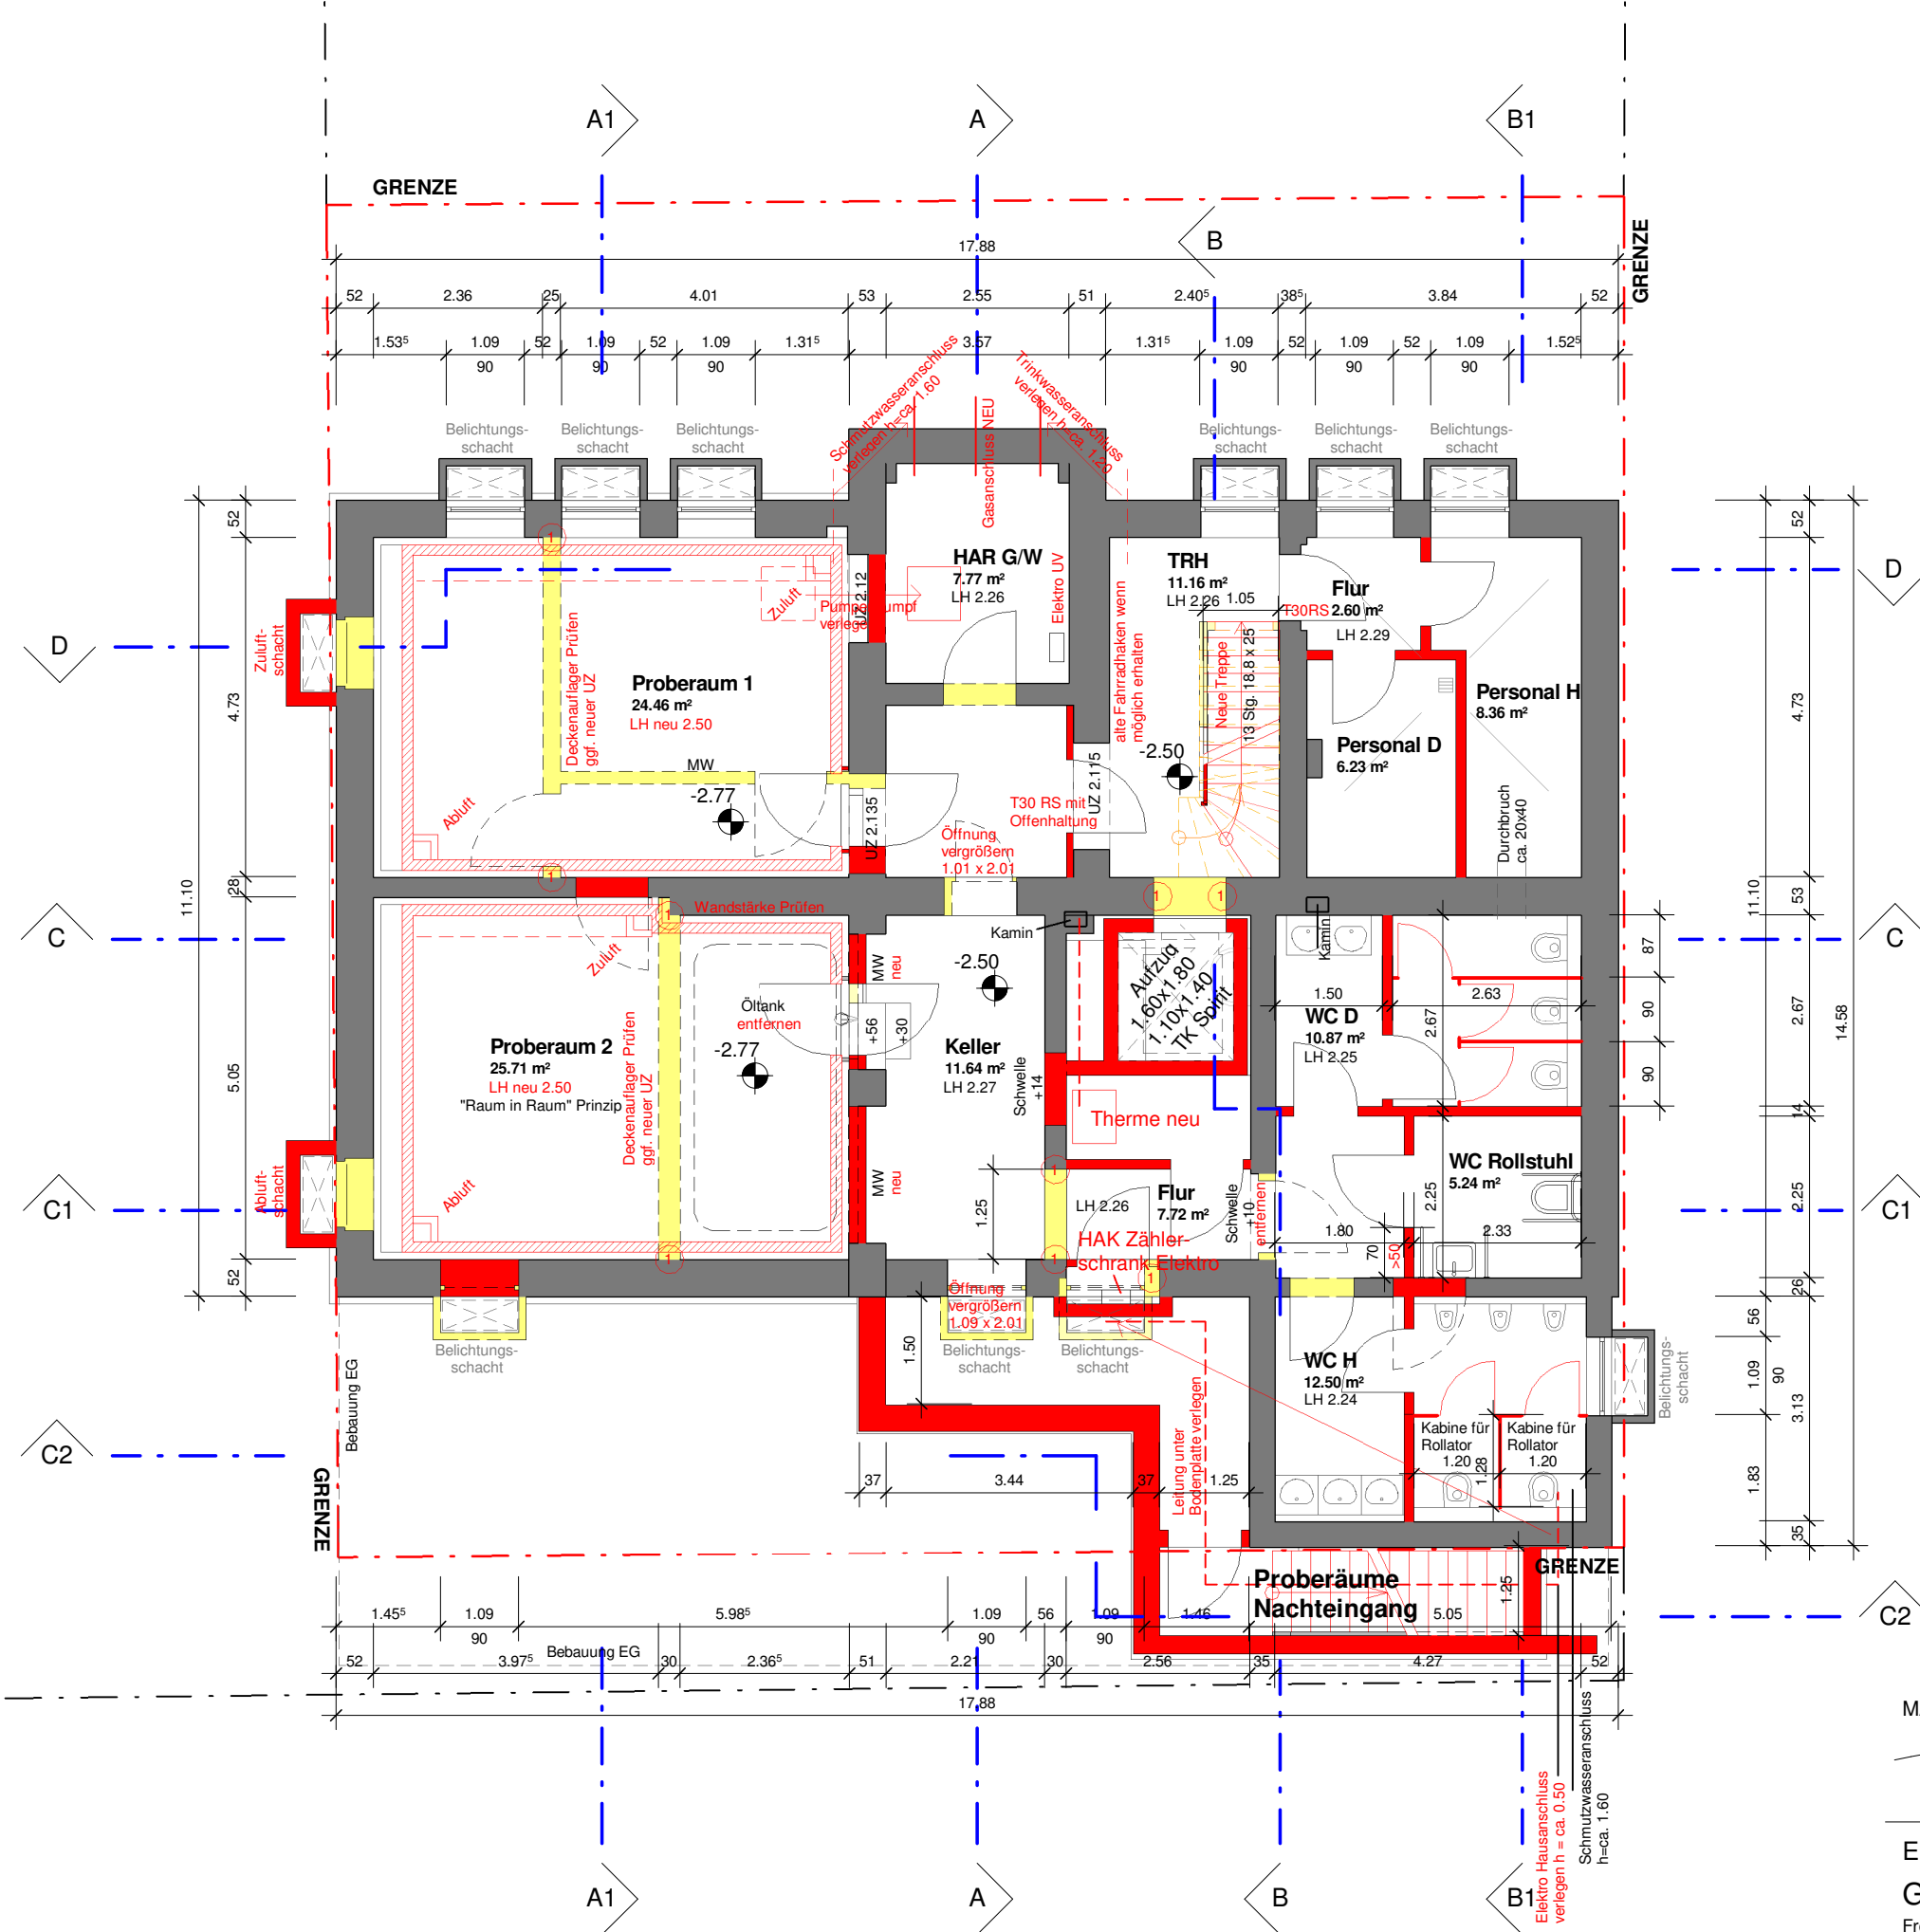 A1
A
B1
GRENZE
B
GRENZE
17.88
52
2.36
25
4.01
53
2.55
51
2.40⁵
38⁵
3.84
52
1.53⁵
1.09
52
1.09
52
1.09
1.31⁵
3.57
1.31⁵
1.09
52
1.09
52
1.09
1.52⁵
90
90
90
90
90
90
Schmutzwasseranschluss
verlegen h=ca. 1.60
Gasanschluss NEU
Trinkwasseranschluss
verlegen h=ca. 1.20
Belichtungs-
schacht
Belichtungs-
schacht
Belichtungs-
schacht
Belichtungs-
schacht
Belichtungs-
schacht
Belichtungs-
schacht
52
4.73
28
11.10
5.05
52
D
C
C1
C2
Zuluft-
schacht
Abluft-
schacht
1
Zuluft
Pumpensumpf
verlegen
UZ 2.12
Deckenauflager Prüfen
ggf. neuer UZ
Proberaum 1
24.46 m²
LH neu 2.50
MW
-2.77
Abluft
1
UZ 2.135
HAR G/W
7.77 m²
LH 2.26
Elektro UV
T30 RS mit
Offenhaltung
Öffnung
vergrößern
1.01 x 2.01
UZ 2.115
alte Fahrradhaken wenn
möglich erhalten
TRH
11.16 m²
LH 2.26
1.05
Neue Treppe
13 Stg. 18.8 x 25
-2.50
T30RS
Flur
2.60 m²
LH 2.29
Personal H
8.36 m²
Personal D
6.23 m²
Durchbruch
ca. 20x40
1
1
1
Wandstärke Prüfen
Zuluft
Öltank
entfernen
-2.77
Proberaum 2
25.71 m²
LH neu 2.50
"Raum in Raum" Prinzip
Deckenauflager Prüfen
ggf. neuer UZ
Abluft
1
MW
neu
+56
+30
MW
neu
-2.50
Keller
11.64 m²
LH 2.27
Kamin
Schwelle
+14
Aufzug
1.60x1.80
1.10x1.40
TK Spirit
Therme neu
1
1.25
1
LH 2.26
Flur
7.72 m²
Schwelle
+10
entfernen
HAK Zähler-
schrank Elektro
1
Kamin
1.50
2.63
WC D
10.87 m²
LH 2.25
2.67
WC Rollstuhl
5.24 m²
2.25
1.80
2.33
70
>50
Öffnung
vergrößern
1.09 x 2.01
Belichtungs-
schacht
Belichtungs-
schacht
Belichtungs-
schacht
1.50
WC H
12.50 m²
LH 2.24
Kabine für
Rollator
Kabine für
Rollator
1.20
1.28
1.20
Belichtungs-
schacht
37
3.44
37
1.25
Leitung unter
Bodenplatte verlegen
Bebauung EG
GRENZE
GRENZE
Proberäume
Nachteingang
1.25
5.05
52
4.73
53
2.67
14
2.25
26
3.13
35
11.10
14.58
87
90
90
56
1.09
90
1.83
D
C
C1
C2
1.45⁵
1.09
5.98⁵
1.09
56
1.09
1.46
90
90
90
Bebauung EG
52
3.97⁵
30
2.36⁵
51
2.21
30
2.56
35
4.27
52
17.88
Elektro Hausanschluss
verlegen h = ca. 0.50
Schmutzwasseranschluss
h=ca. 1.60
A1
A
B
B1
E
G